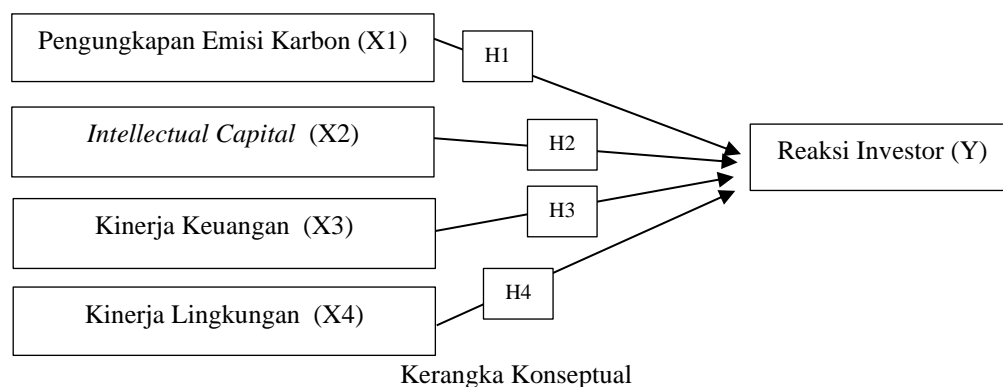 Pengungkapan Emisi Karbon (X1)
H1
Intellectual Capital (X2)
H2
Reaksi Investor (Y)
Kinerja Keuangan (X3)
H3
Kinerja Lingkungan (X4)
H4
Kerangka Konseptual